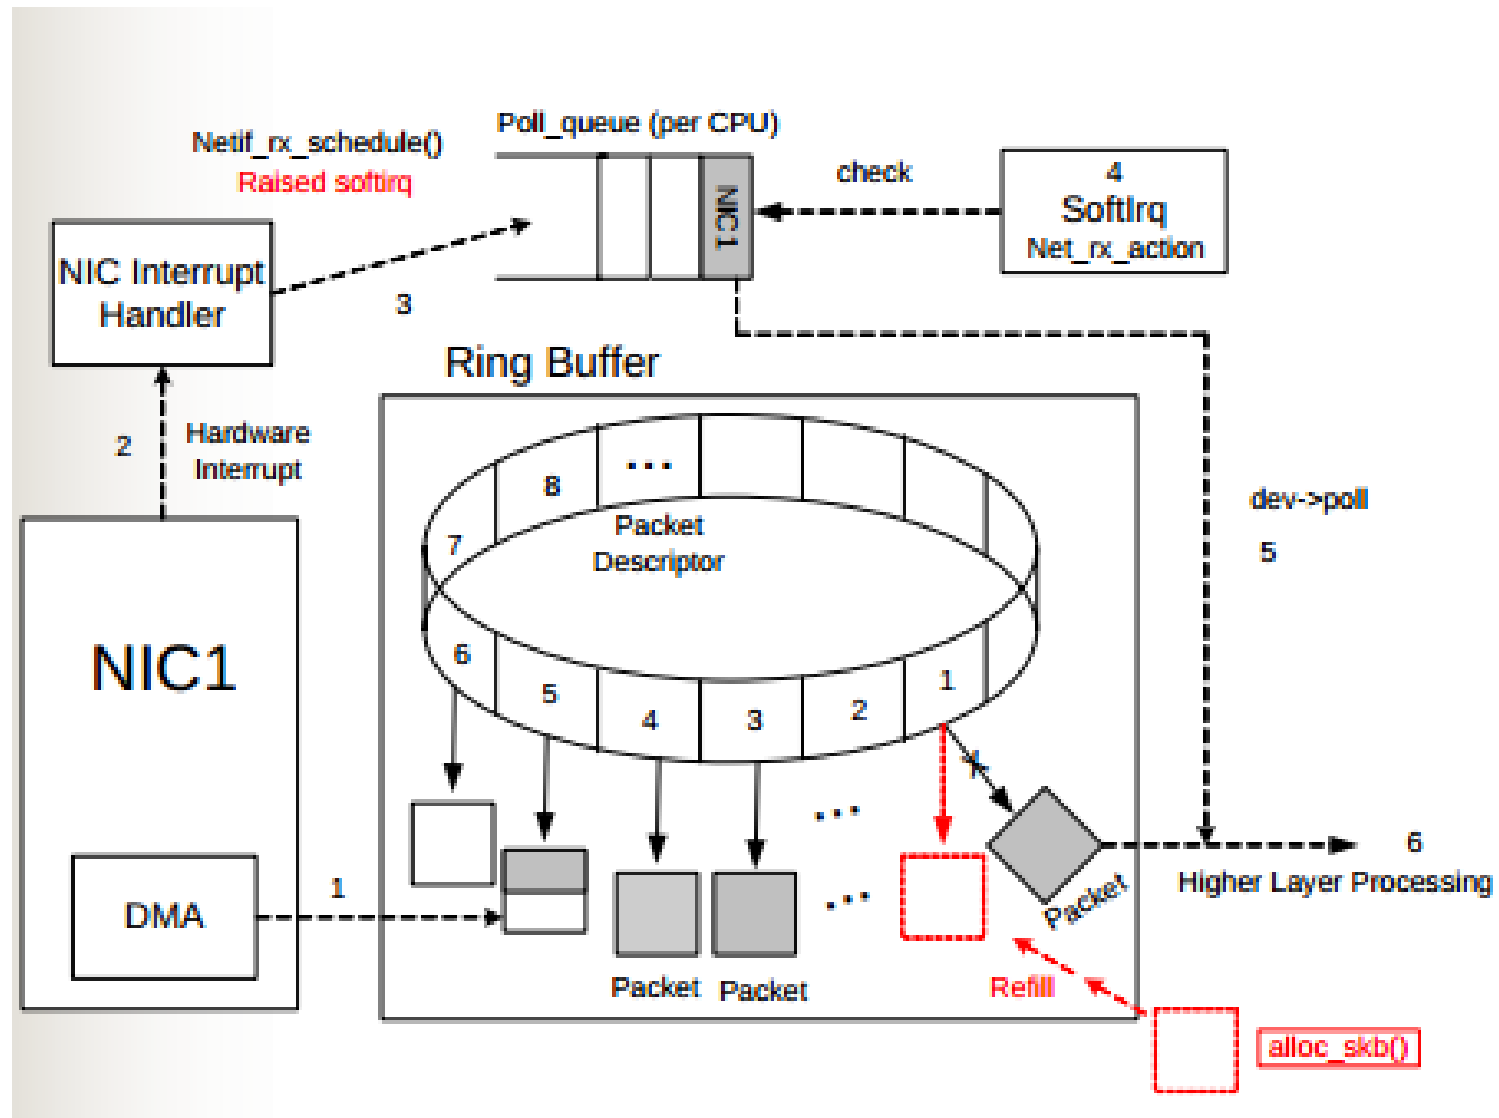 Poll_queue (per CPU)
Netif_rx_schedule()
Raised softirq
check
4
SoftIrq
Net_rx_action
NIC1
NIC Interrupt
Handler
3
Ring Buffer
2
Hardware
Interrupt
8
...
Packet
Descriptor
7
dev->poll
5
NIC1
6
5
4
3
2
1
...
6
Higher Layer Processing
DMA
1
...
Packet
Packet
Packet
Refill
alloc_skb()